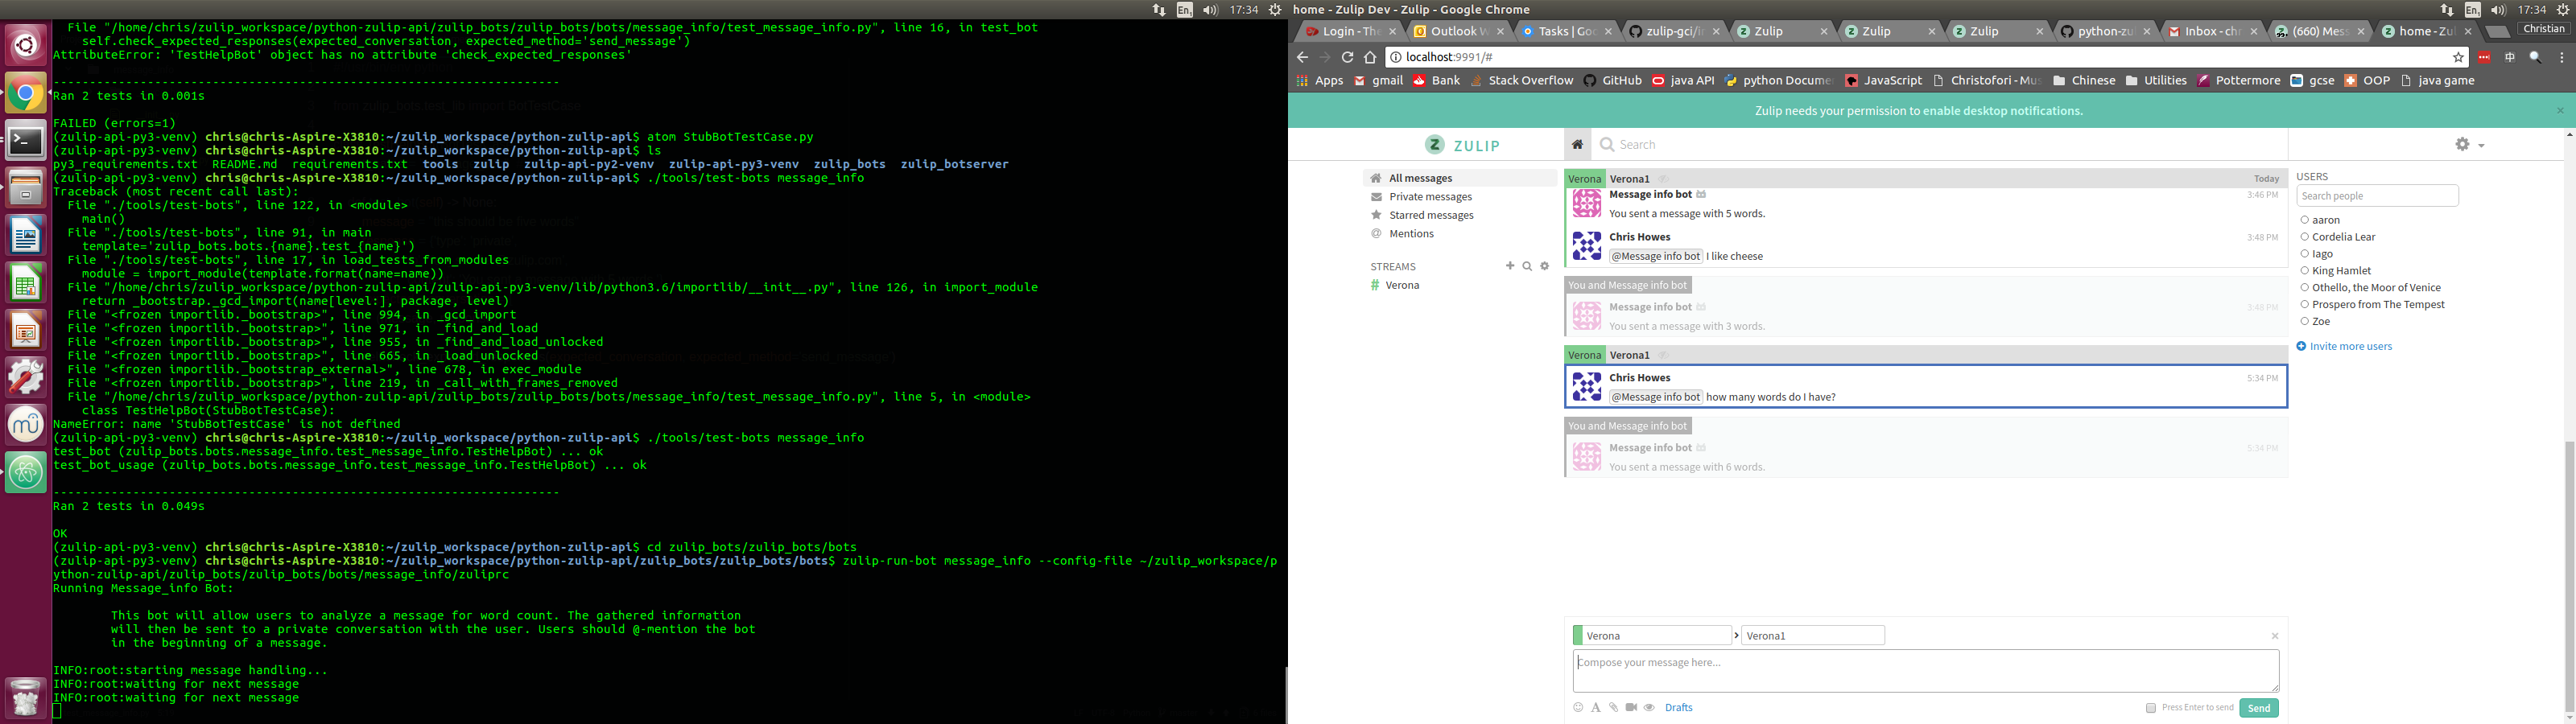 17:34
File "/home/chris/zulip_workspace/python-zulip-api/zulip_bots/zulip_bots/bots/message_info/test_message_info.py", line 16, in test_bot
self.check_expected_responses(expected_conversation, expected_method='send_message')
AttributeError: 'TestHelpBot' object has no attribute 'check_expected_responses'
----------------------------------------------------------------------
Ran 2 tests in 0.001s
FAILED (errors=1)
(zulip-api-py3-venv) chris@chris-Aspire-X3810:~/zulip_workspace/python-zulip-api$ atom StubBotTestCase.py
(zulip-api-py3-venv) chris@chris-Aspire-X3810:~/zulip_workspace/python-zulip-api$ ls
py3_requirements.txt README.md requirements.txt tools zulip zulip-api-py2-venv zulip-api-py3-venv zulip_bots zulip_botserver
(zulip-api-py3-venv) chris@chris-Aspire-X3810:~/zulip_workspace/python-zulip-api$ ./tools/test-bots message_info
Traceback (most recent call last):
File "./tools/test-bots", line 122, in <module>
main()
File "./tools/test-bots", line 91, in main
template='zulip_bots.bots.{name}.test_{name}')
File "./tools/test-bots", line 17, in load_tests_from_modules
module = import_module(template.format(name=name))
File "/home/chris/zulip_workspace/python-zulip-api/zulip-api-py3-venv/lib/python3.6/importlib/__init__.py", line 126, in import_module
return _bootstrap._gcd_import(name[level:], package, level)
File "<frozen importlib._bootstrap>", line 994, in _gcd_import
File "<frozen importlib._bootstrap>", line 971, in _find_and_load
File "<frozen importlib._bootstrap>", line 955, in _find_and_load_unlocked
File "<frozen importlib._bootstrap>", line 665, in _load_unlocked
File "<frozen importlib._bootstrap_external>", line 678, in exec_module
File "<frozen importlib._bootstrap>", line 219, in _call_with_frames_removed
File "/home/chris/zulip_workspace/python-zulip-api/zulip_bots/zulip_bots/bots/message_info/test_message_info.py", line 5, in <module>
class TestHelpBot(StubBotTestCase):
NameError: name 'StubBotTestCase' is not defined
(zulip-api-py3-venv) chris@chris-Aspire-X3810:~/zulip_workspace/python-zulip-api$ ./tools/test-bots message_info
test_bot (zulip_bots.bots.message_info.test_message_info.TestHelpBot) ... ok
test_bot_usage (zulip_bots.bots.message_info.test_message_info.TestHelpBot) ... ok
----------------------------------------------------------------------
Ran 2 tests in 0.049s
OK
(zulip-api-py3-venv) chris@chris-Aspire-X3810:~/zulip_workspace/python-zulip-api$ cd zulip_bots/zulip_bots/bots
(zulip-api-py3-venv) chris@chris-Aspire-X3810:~/zulip_workspace/python-zulip-api/zulip_bots/zulip_bots/bots$ zulip-run-bot message_info --config-file ~/zulip_workspace/p
ython-zulip-api/zulip_bots/zulip_bots/bots/message_info/zuliprc
Running Message_info Bot:
This bot will allow users to analyze a message for word count. The gathered information
will then be sent to a private conversation with the user. Users should @-mention the bot
in the beginning of a message.
INFO:root:starting message handling...
INFO:root:waiting for next message
INFO:root:waiting for next message
home - Zulip Dev - Zulip - Google Chrome
En
17:34
Login - The
Outlook W
Tasks | Goo
zulip-gci/i
Zulip
Zulip
Zulip
python-zul
Inbox - chr
(660) Mess
home - Zul
Christian
localhost:9991/#
Apps
gmail
Bank
Stack Overflow
GitHub
java API
python Docume
JavaScript
Christofori - Mus
Chinese
Utilities
Pottermore
gcse
OOP
java game
Zulip needs your permission to enable desktop notifications.
ZULIP
Search
All messages
Private messages
Starred messages
Mentions
STREAMS
# Verona
Verona Verona1 Today
Message info bot 3:46 PM
You sent a message with 5 words.
Chris Howes 3:48 PM
@Message info bot I like cheese
You and Message info bot
Message info bot 3:48 PM
You sent a message with 3 words.
Verona Verona1
Chris Howes 5:34 PM
@Message info bot how many words do I have?
You and Message info bot
Message info bot 5:34 PM
You sent a message with 6 words.
USERS
Search people
aaron
Cordelia Lear
Iago
King Hamlet
Othello, the Moor of Venice
Prospero from The Tempest
Zoe
Invite more users
Verona > Verona1
Compose your message here...
Drafts
Press Enter to send
Send